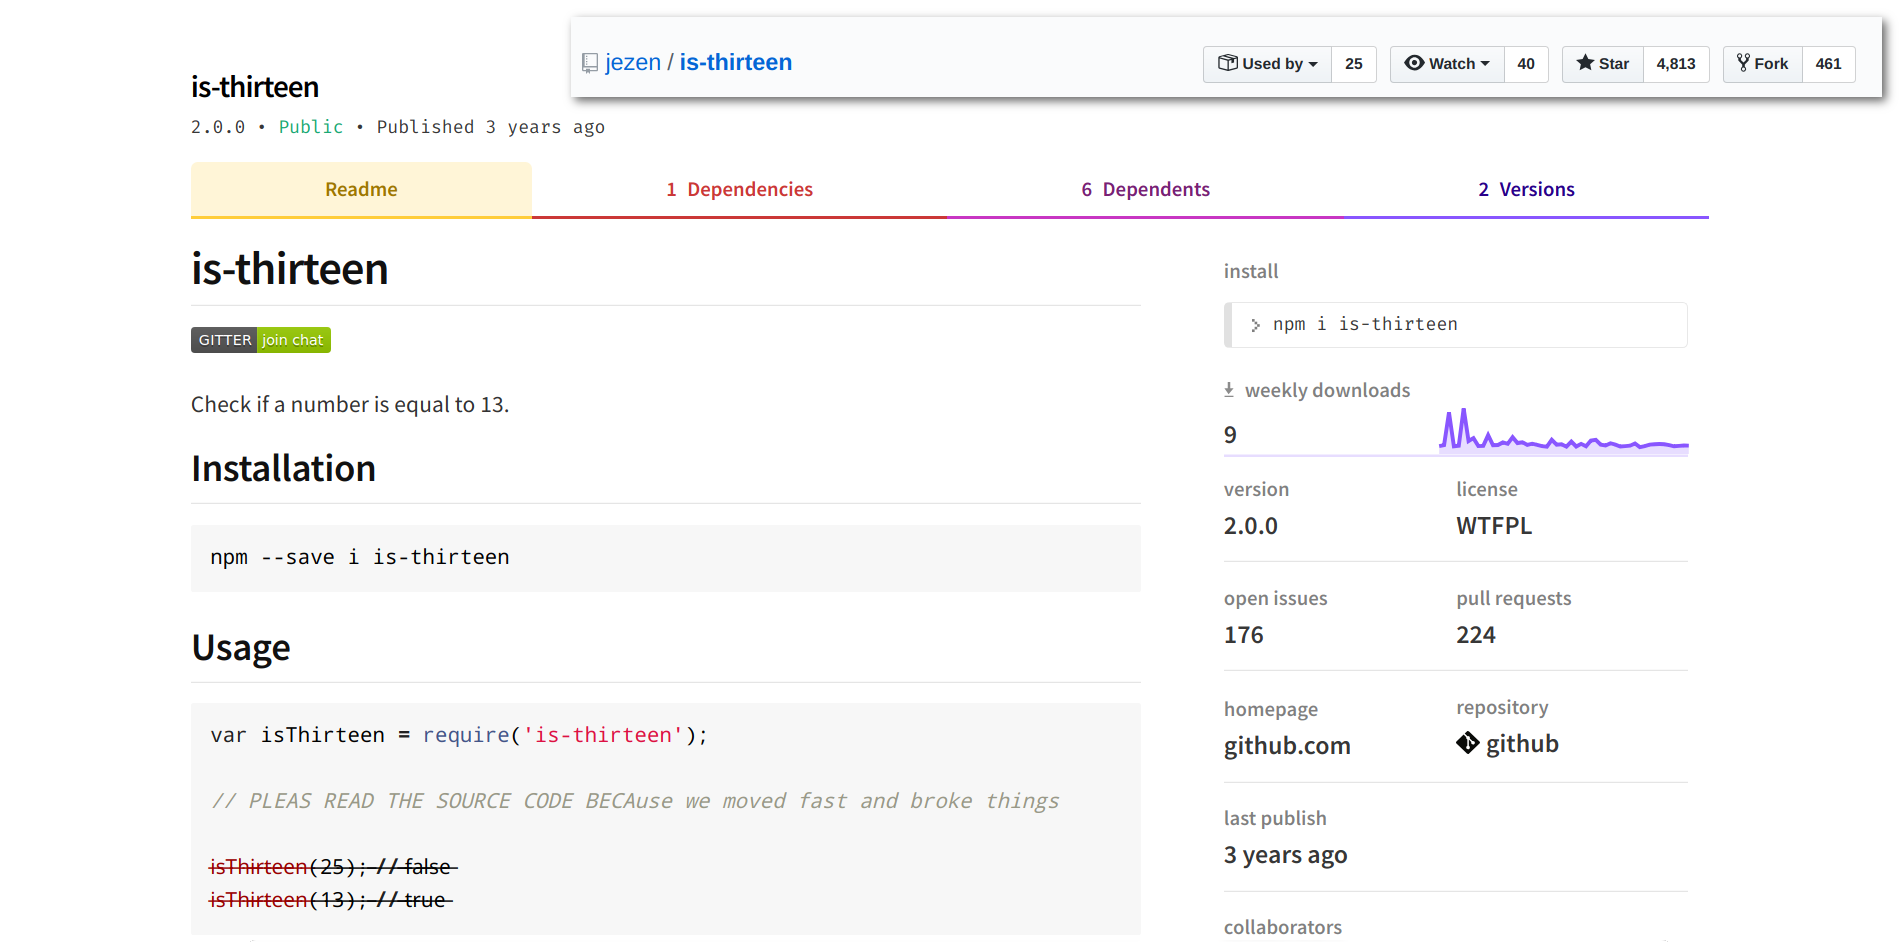 jezen / is-thirteen
Used by 25 Watch 40 Star 4,813 Fork 461
is-thirteen
2.0.0 • Public • Published 3 years ago
Readme
1 Dependencies
6 Dependents
2 Versions
is-thirteen
GITTER join chat
Check if a number is equal to 13.
Installation
npm --save i is-thirteen
Usage
var isThirteen = require('is-thirteen');
// PLEAS READ THE SOURCE CODE BECAuse we moved fast and broke things
isThirteen(25); // false
isThirteen(13); // true
install
> npm i is-thirteen
weekly downloads
9
version
2.0.0
license
WTFPL
open issues
176
pull requests
224
homepage
github.com
repository
github
last publish
3 years ago
collaborators